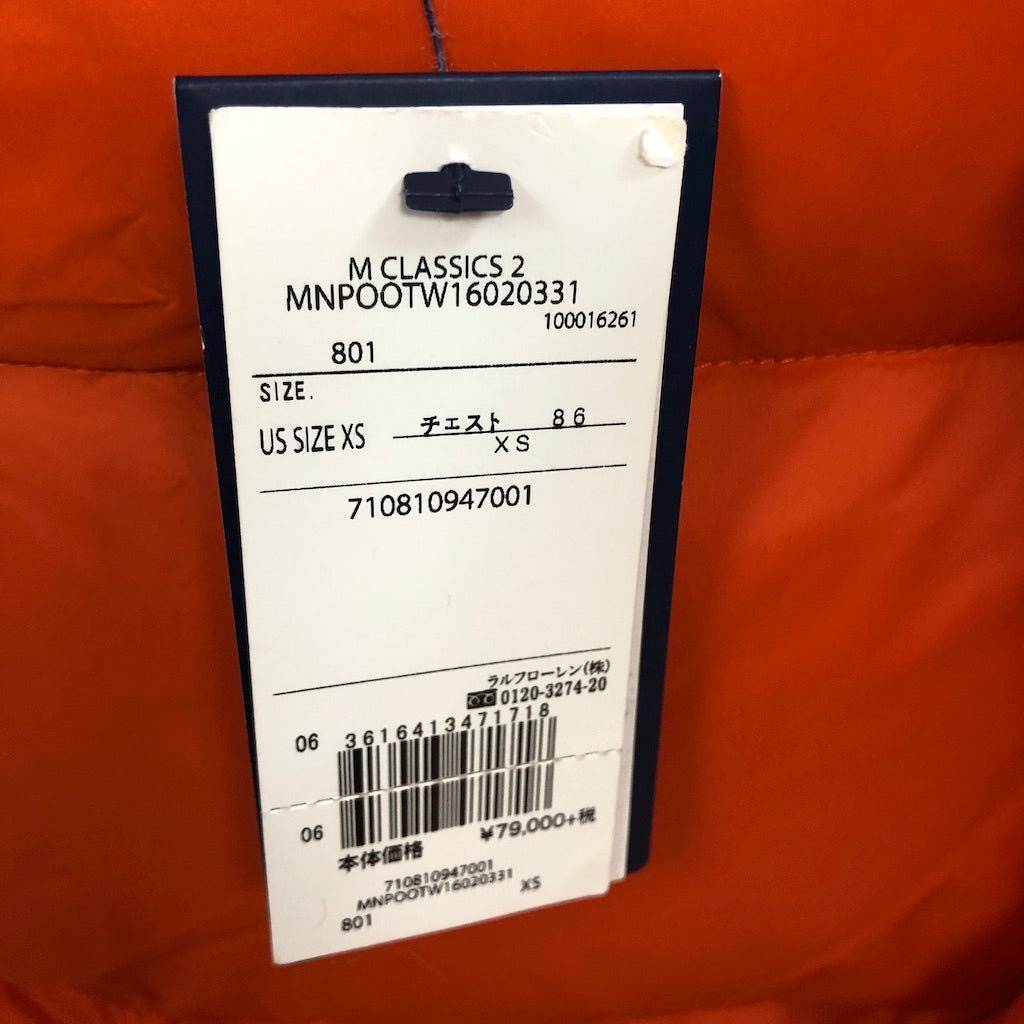 M CLASSICS 2
MNPOOTW16020331
100016261
801
SIZE.
US SIZE XS
チェスト 86
XS
710810947001
ラルフローレン(株)
0120-3274-20
06 3616413471718
06
¥79,000+税
本体価格
710810947001
MNPOOTW16020331 XS
801